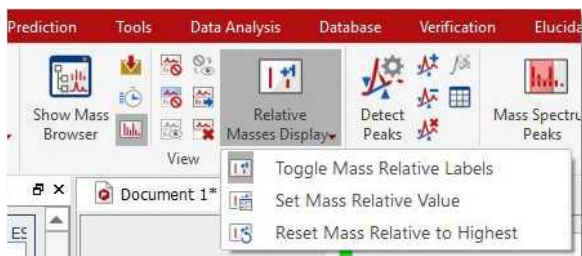 Prediction Tools Data Analysis Database Verification Elucida
Show Mass
Browser
Relative
Masses Display
Detect
Peaks
Mass Spectru
Peaks
View
Toggle Mass Relative Labels
Set Mass Relative Value
Reset Mass Relative to Highest
Document 1*
ES